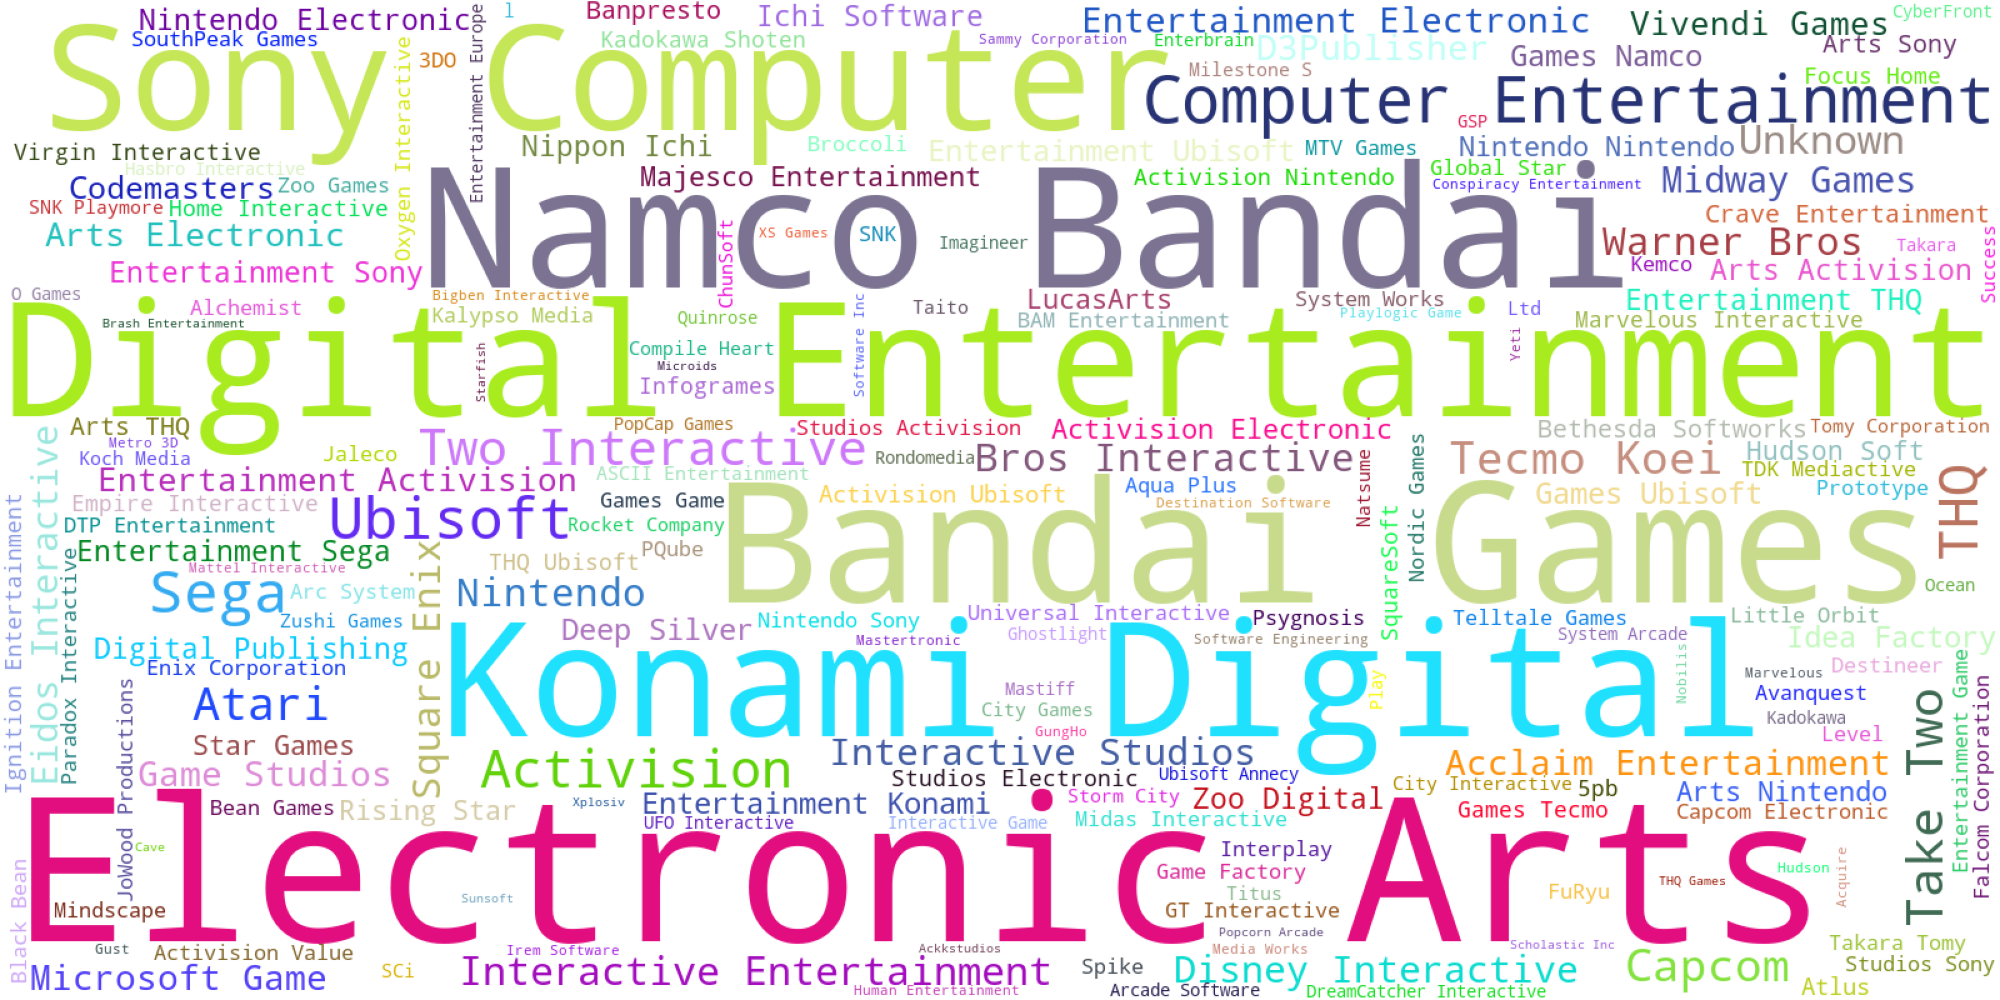 Nintendo Electronic
l
Banpresto
Ichi Software
Entertainment Electronic
Vivendi Games
CyberFront
SouthPeak Games
Sony Computer
Kadokawa Shoten
Sammy Corporation
Enterbrain
D3Publisher
Games Namco
Arts Sony
3DO
Oxygen Interactive
Entertainment Europe
Milestone S
Focus Home
Computer Entertainment
GSP
Virgin Interactive
Nippon Ichi
Broccoli
Entertainment Ubisoft
MTV Games
Nintendo Nintendo
Unknown
Hasbro Interactive
Codemasters
Zoo Games
Namco Bandai
Majesco Entertainment
Activision Nintendo
Global Star
Conspiracy Entertainment
Midway Games
SNK Playmore
Home Interactive
Crave Entertainment
Arts Electronic
ChunSoft
XS Games
SNK
Imagineer
Warner Bros
Takara
Success
Entertainment Sony
Kemco
Arts Activision
O Games
Alchemist
Bigben Interactive
Kalypso Media
Quinrose
Software Inc
Taito
LucasArts
BAM Entertainment
System Works
Playlogic Game
Ltd
Entertainment THQ
Marvelous Interactive
Brash Entertainment
Digital Entertainment
Starfish
Compile Heart
Microids
Infogrames
Yeti
Arts THQ
Metro 3D
Koch Media
Jaleco
Two Interactive
PopCap Games
Studios Activision
Activision Electronic
Bethesda Softworks
Tomy Corporation
Rondomedia
Bros Interactive
Tecmo Koei
Hudson Soft
TDK Mediactive
Entertainment Activision
ASCII Entertainment
Natsume
Nordic Games
Prototype
THQ
Empire Interactive
Ubisoft
Games Game
Activision Ubisoft
Aqua Plus
Destination Software
Games Ubisoft
DTP Entertainment
Rocket Company
Bandai Games
SquareSoft
Ignition Entertainment
Eidos Interactive
Paradox Interactive
Entertainment Sega
Square Enix
THQ Ubisoft
PQube
Mattel Interactive
Sega
Arc System
Nintendo
Ocean
Zushi Games
Deep Silver
Nintendo Sony
Universal Interactive
Psygnosis
Telltale Games
Little Orbit
Digital Publishing
Mastertronic
Ghostlight
Software Engineering
System Arcade
Idea Factory
Enix Corporation
Konami Digital
Nobilis
Marvelous
Destineer
Atari
Mastiff
Play
Avanquest
City Games
Kadokawa
GungHo
Level
JoWood Productions
Star Games
Game Studios
Activision
Interactive Studios
Studios Electronic
Ubisoft Annecy
Acclaim Entertainment
Take Two
Entertainment Game
Falcom Corporation
City Interactive
5pb
Arts Nintendo
Bean Games
Rising Star
Xplosiv
Entertainment Konami
Storm City
Zoo Digital
Games Tecmo
Capcom Electronic
UFO Interactive
Interactive Game
Midas Interactive
Electronic Arts
Cave
Interplay
Game Factory
Hudson
Acquire
Black Bean
Mindscape
Sunsoft
Titus
FuRyu
THQ Games
GT Interactive
Popcorn Arcade
Gust
Activision Value
Irem Software
Ackkstudios
Media Works
Scholastic Inc
Takara Tomy
Microsoft Game
SCi
Interactive Entertainment
Spike
Disney Interactive
Capcom
Studios Sony
Human Entertainment
Arcade Software
DreamCatcher Interactive
Atlus